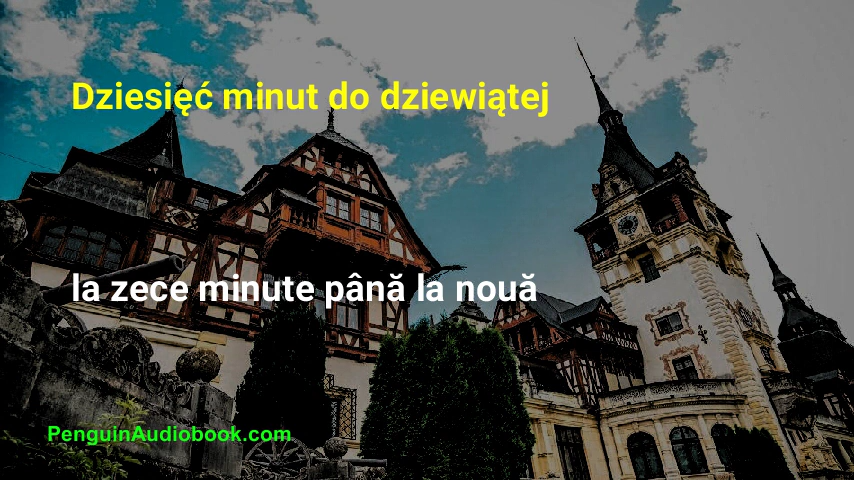 Dziesięć minut do dziewiątej
la zece minute până la nouă
PenguinAudiobook.com